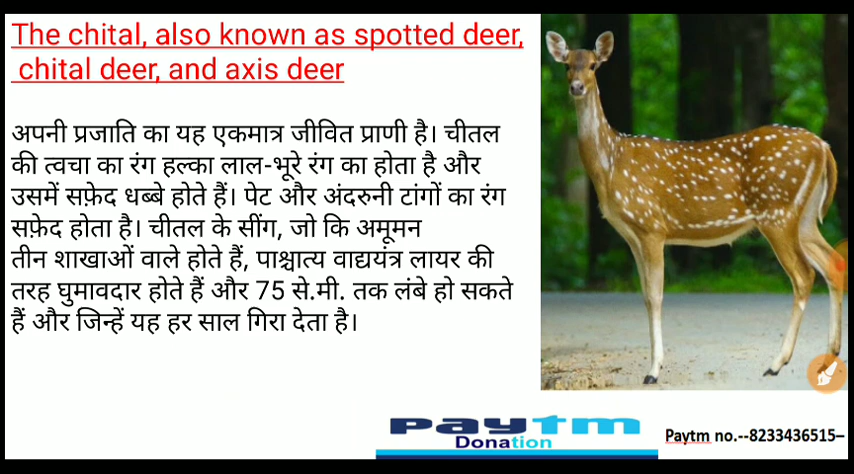 The chital, also known as spotted deer,
chital deer, and axis deer
अपनी प्रजाति का यह एकमात्र जीवित प्राणी है। चीतल
की त्वचा का रंग हल्का लाल-भूरे रंग का होता है और
उसमें सफ़ेद धब्बे होते हैं। पेट और अंदरुनी टांगों का रंग
सफ़ेद होता है। चीतल के सींग, जो कि अमूमन
तीन शाखाओं वाले होते हैं, पाश्चात्य वाद्ययंत्र लायर की
तरह घुमावदार होते हैं और 75 से.मी. तक लंबे हो सकते
हैं और जिन्हें यह हर साल गिरा देता है।
paytm
Donation
Paytm no.--8233436515–